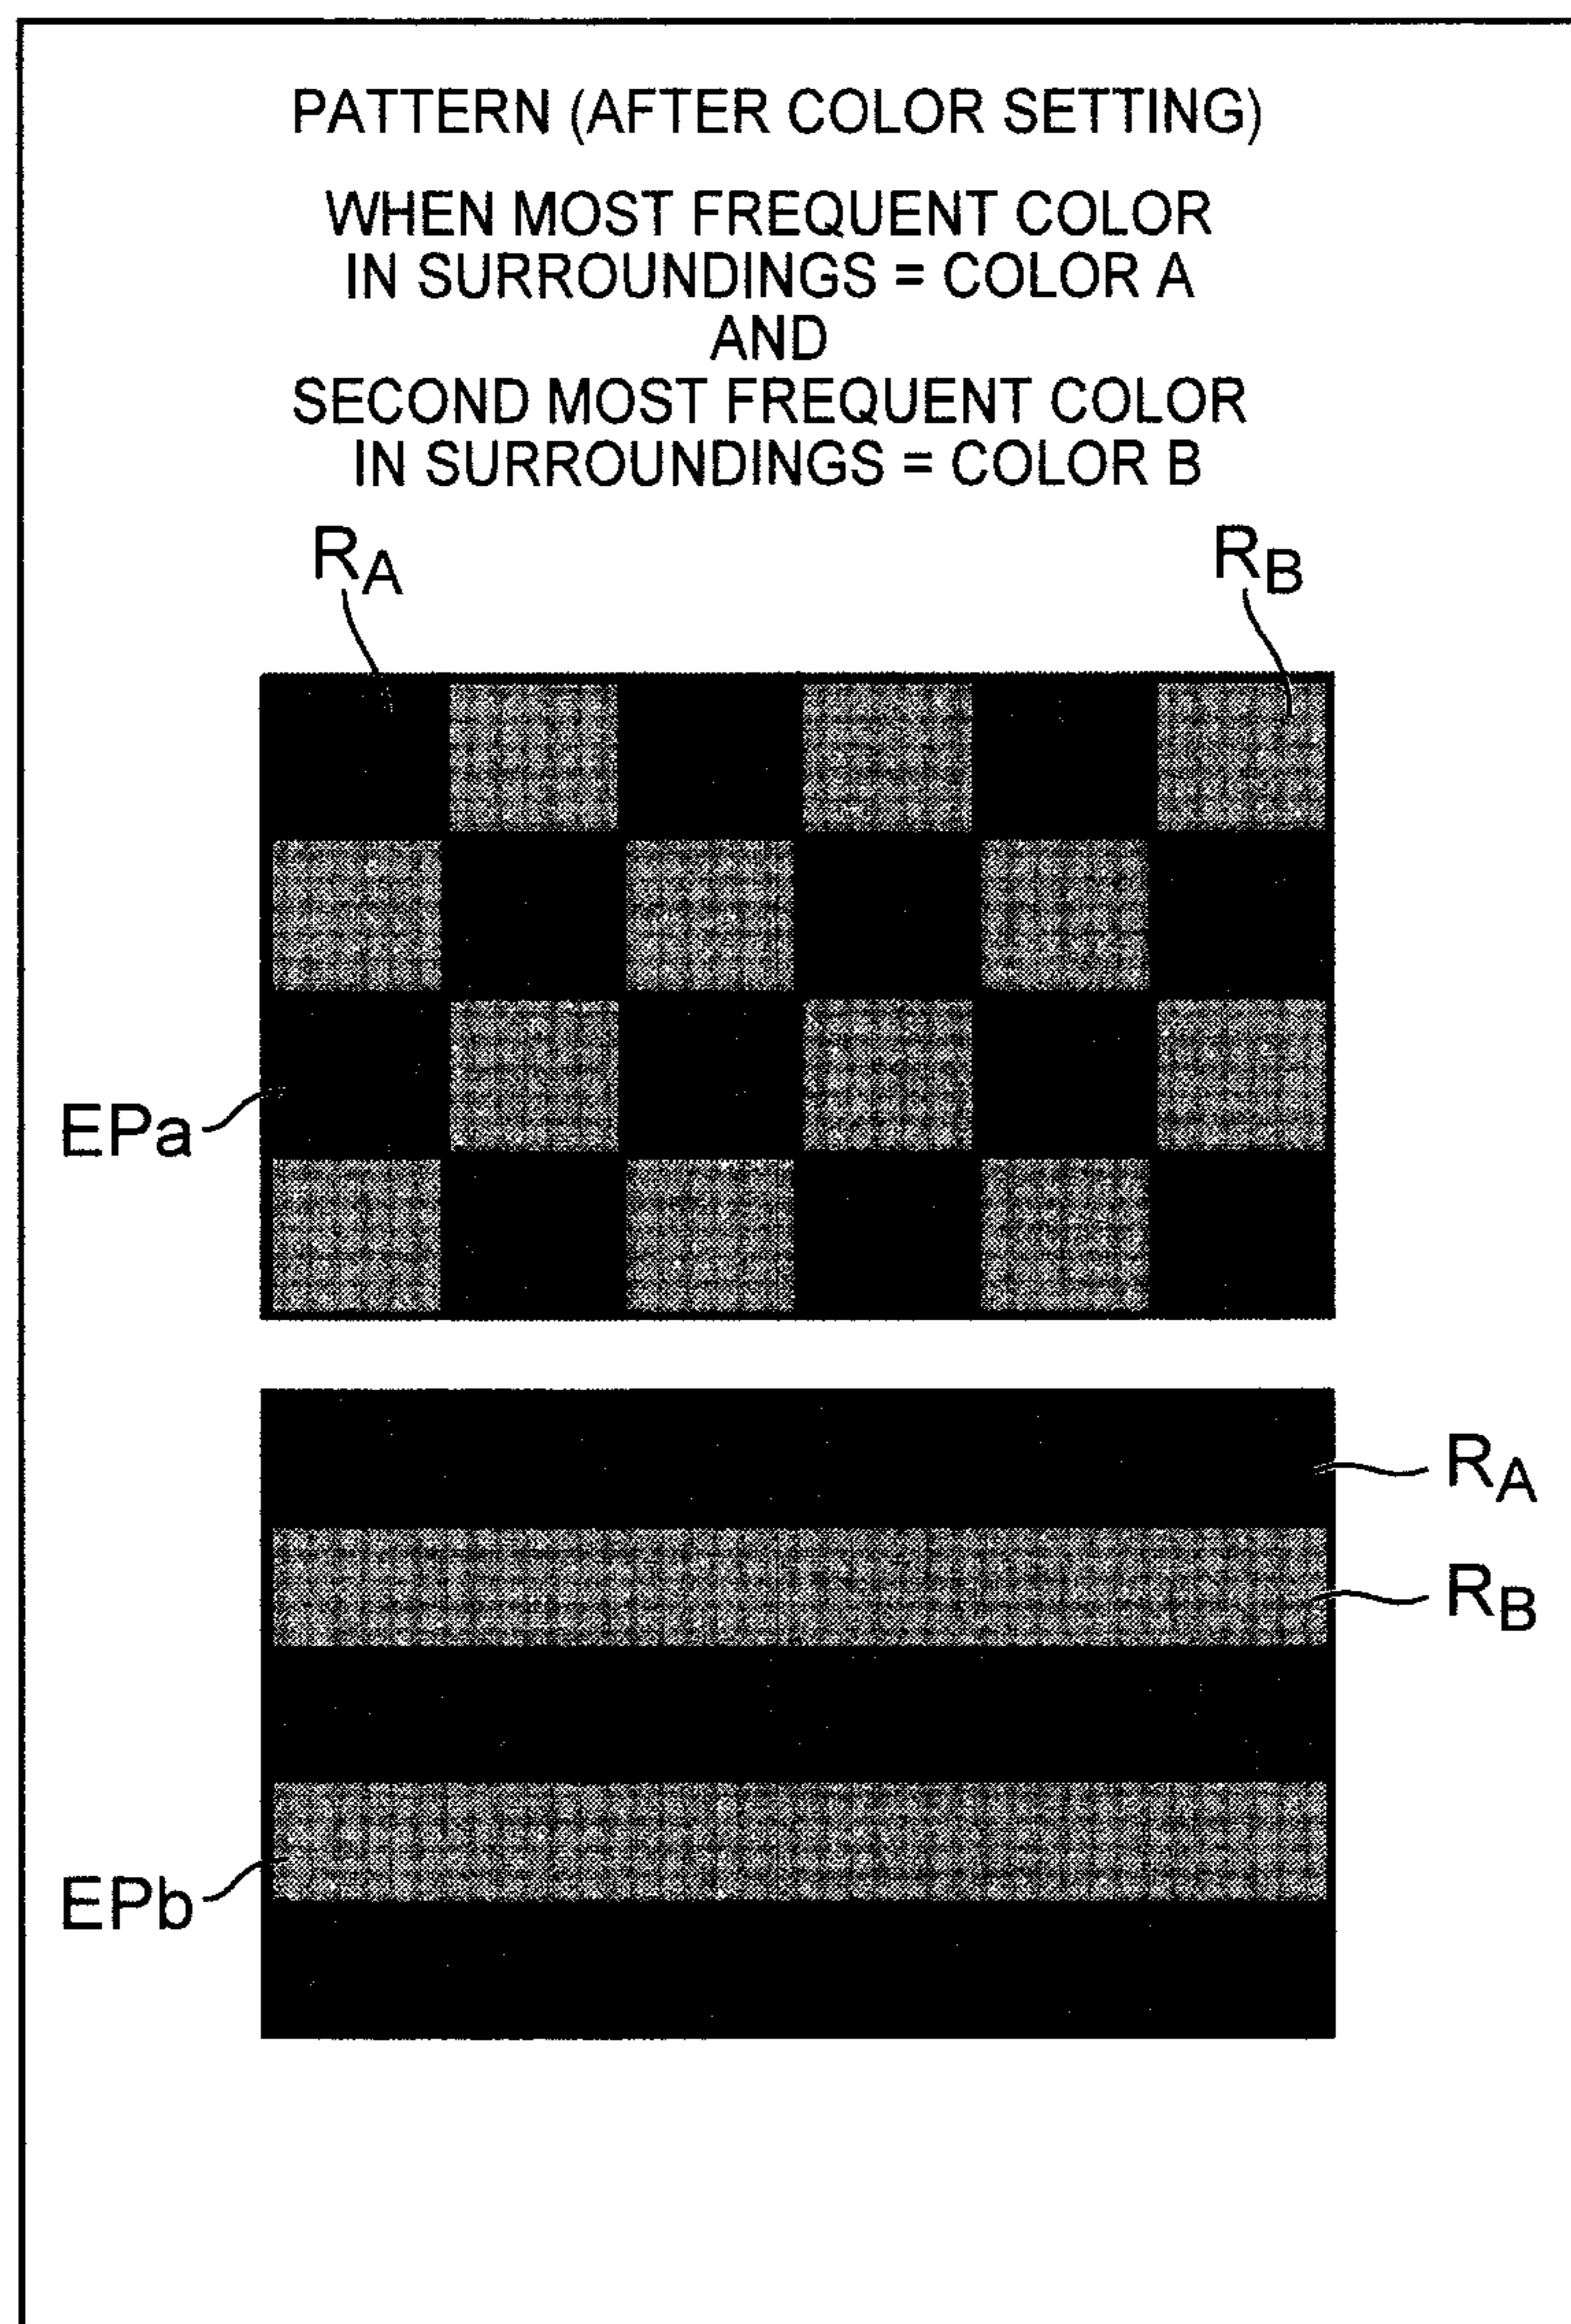 PATTERN (AFTER COLOR SETTING)
WHEN MOST FREQUENT COLOR
IN SURROUNDINGS = COLOR A
AND
SECOND MOST FREQUENT COLOR
IN SURROUNDINGS = COLOR B
RA RB
EPa
RA
RB
EPb